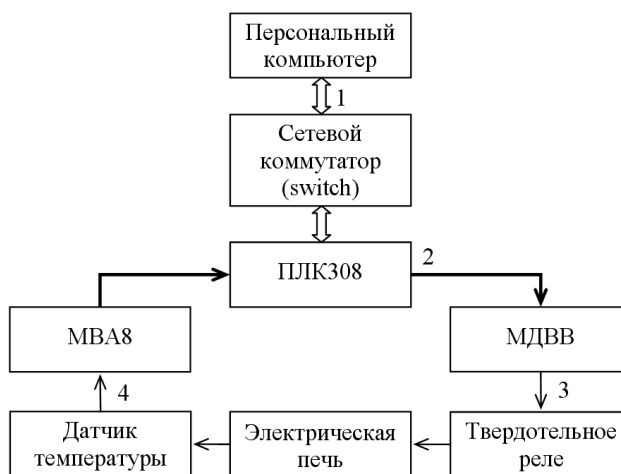 Персональный
компьютер
1
Сетевой
коммутатор
(switch)
ПЛК308
2
МВА8
МДВВ
4
3
Датчик
температуры
Электрическая
печь
Твердотельное
реле